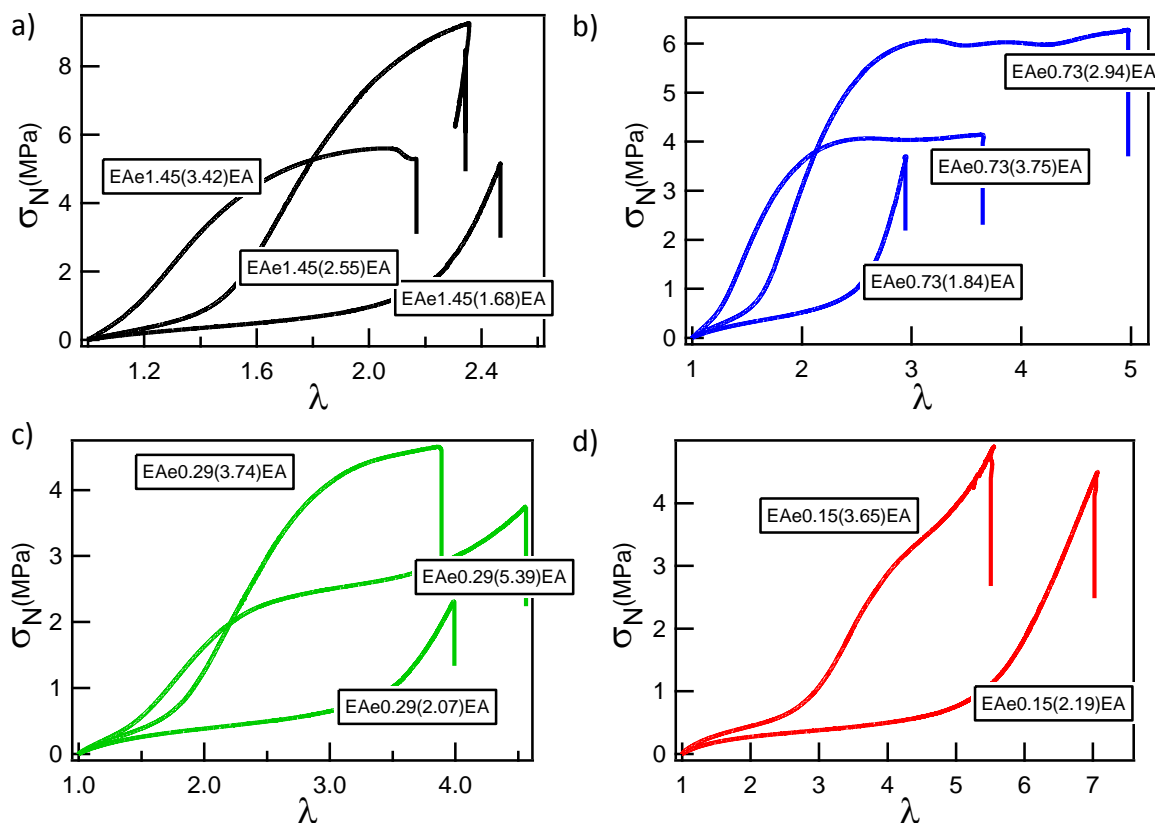 a)
8
6
4
2
0
σN(MPa)
EAe1.45(3.42)EA
EAe1.45(2.55)EA
EAe1.45(1.68)EA
1.2
1.6
2.0
2.4
λ
b)
6
5
4
3
2
1
0
σN(MPa)
EAe0.73(2.94)EA
EAe0.73(3.75)EA
EAe0.73(1.84)EA
1
2
3
4
5
λ
c)
4
3
2
1
0
σN(MPa)
EAe0.29(3.74)EA
EAe0.29(5.39)EA
EAe0.29(2.07)EA
1.0
2.0
3.0
4.0
λ
d)
4
3
2
1
0
σN(MPa)
EAe0.15(3.65)EA
EAe0.15(2.19)EA
1
2
3
4
5
6
7
λ